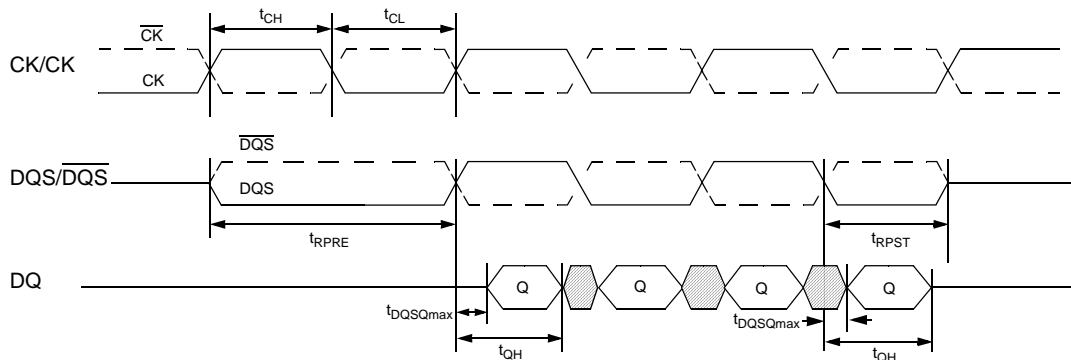 tCH tCL
CK
CK/CK
CK
DQS
DQS/DQS
DQS
tRPRE tRPST
DQ
Q Q Q Q
tDQSQmax tDQSQmax
tQH tQH